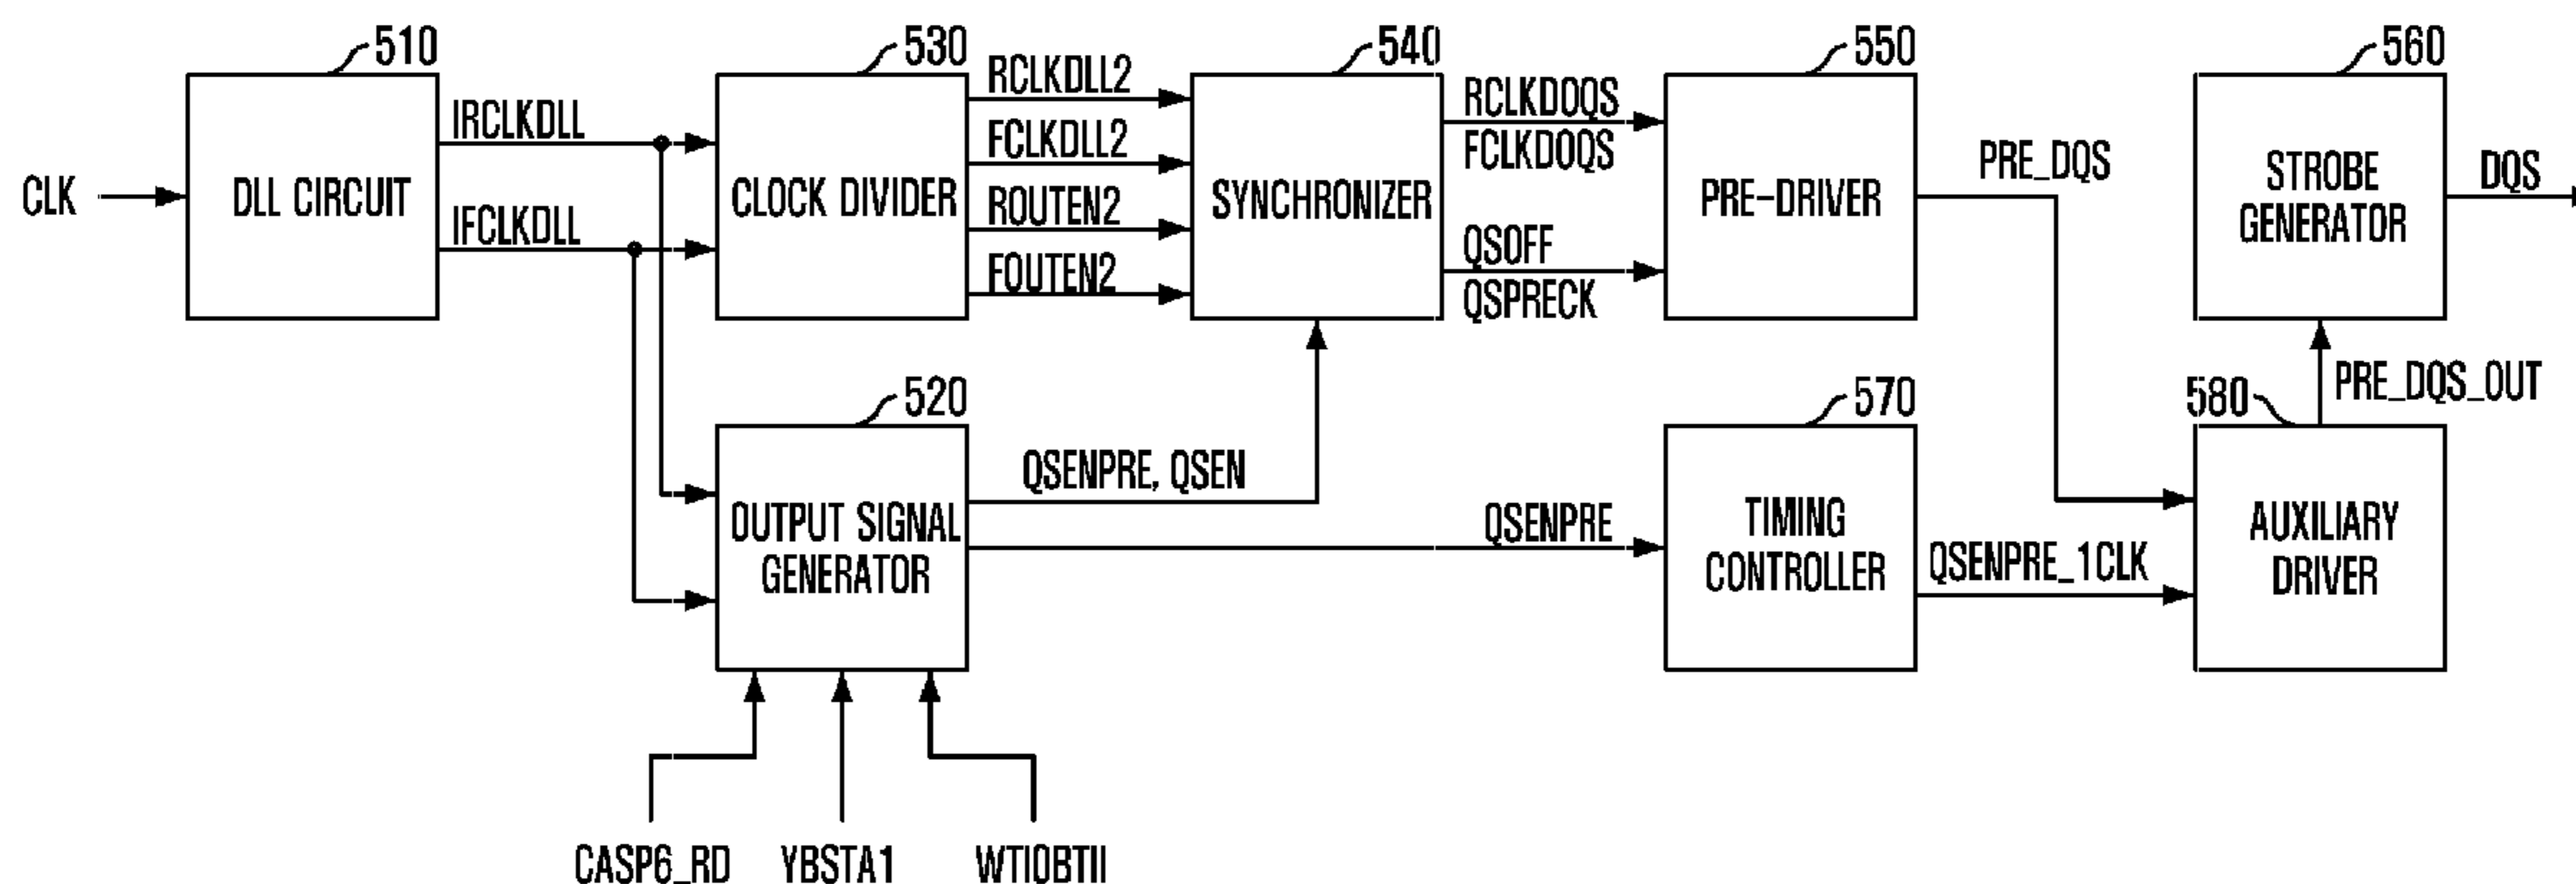 510
530
540
550
560
IRCLKDLL
IFCLKDLL
RCLKDLL2
FCLKDLL2
ROUTEN2
FOUTEN2
RCLKDOQS
FCLKDOQS
QSOFF
QSPRECK
PRE_DQS
DQS
CLK
DLL CIRCUIT
CLOCK DIVIDER
SYNCHRONIZER
PRE-DRIVER
STROBE
GENERATOR
520
570
580
PRE_DQS_OUT
QSENPRE, QSEN
QSENPRE
QSENPRE_1CLK
OUTPUT SIGNAL
GENERATOR
TIMING
CONTROLLER
AUXILIARY
DRIVER
CASP6_RD
YBSTA1
WTIOBTII